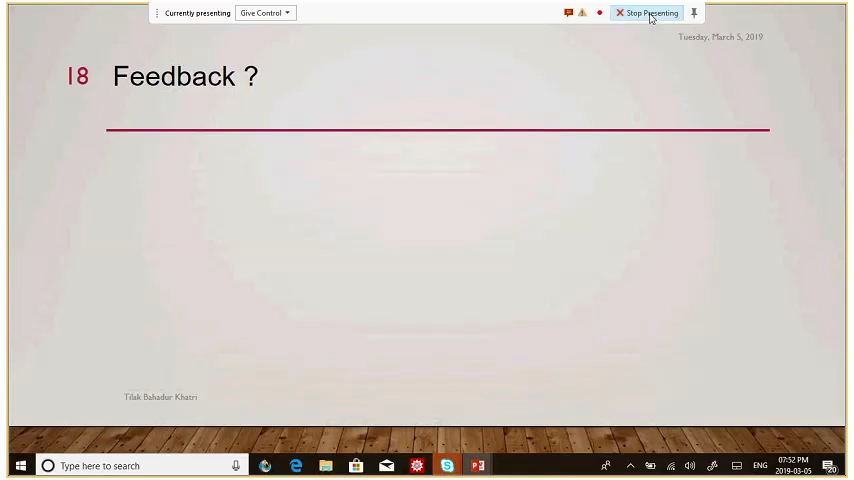 Currently presenting Give Control Stop Presenting
Tuesday, March 5, 2019
18 Feedback ?
Tilak Bahadur Khatri
Type here to search ENG 07:52 PM
2019-03-05 20